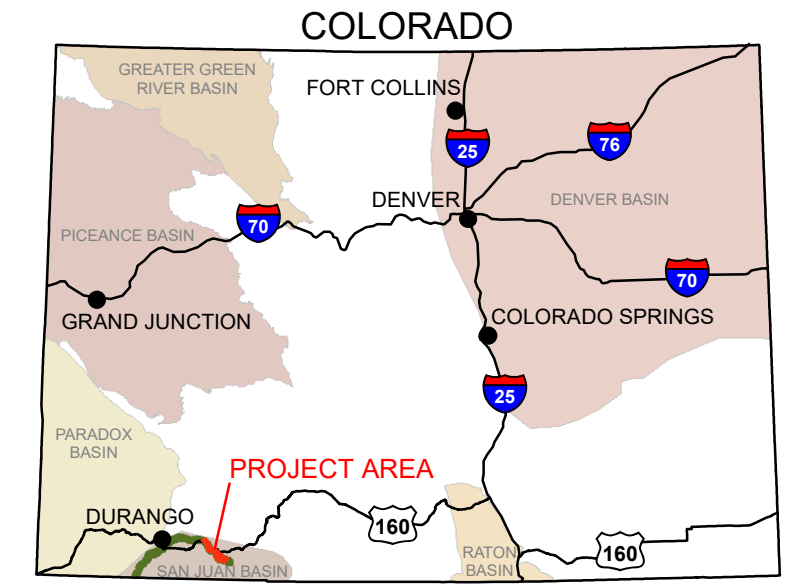 COLORADO
GREATER GREEN
RIVER BASIN
FORT COLLINS
25
76
DENVER
DENVER BASIN
70
PICEANCE BASIN
70
GRAND JUNCTION
COLORADO SPRINGS
25
PARADOX
BASIN
PROJECT AREA
DURANGO
160
160
RATON
BASIN
SAN JUAN BASIN